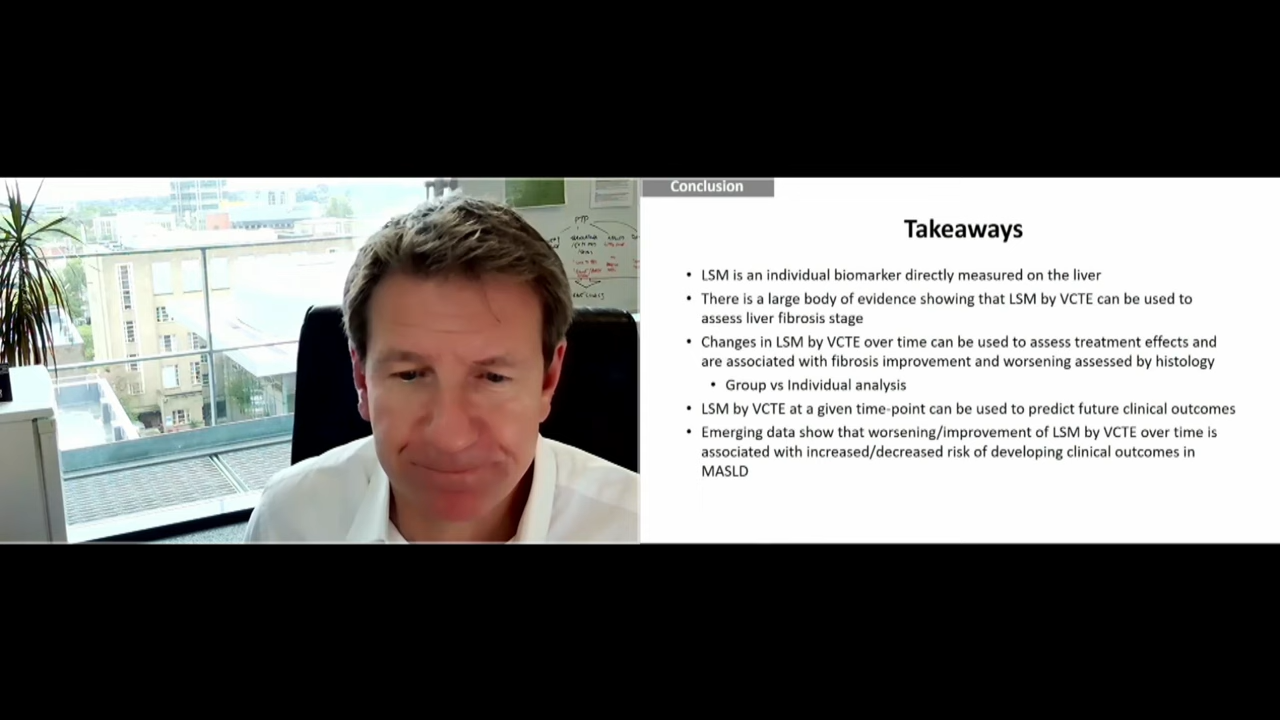 PTP
Conclusion
Takeaways
• LSM is an individual biomarker directly measured on the liver
• There is a large body of evidence showing that LSM by VCTE can be used to
assess liver fibrosis stage
• Changes in LSM by VCTE over time can be used to assess treatment effects and
are associated with fibrosis improvement and worsening assessed by histology
• Group vs Individual analysis
• LSM by VCTE at a given time-point can be used to predict future clinical outcomes
• Emerging data show that worsening/improvement of LSM by VCTE over time is
associated with increased/decreased risk of developing clinical outcomes in
MASLD